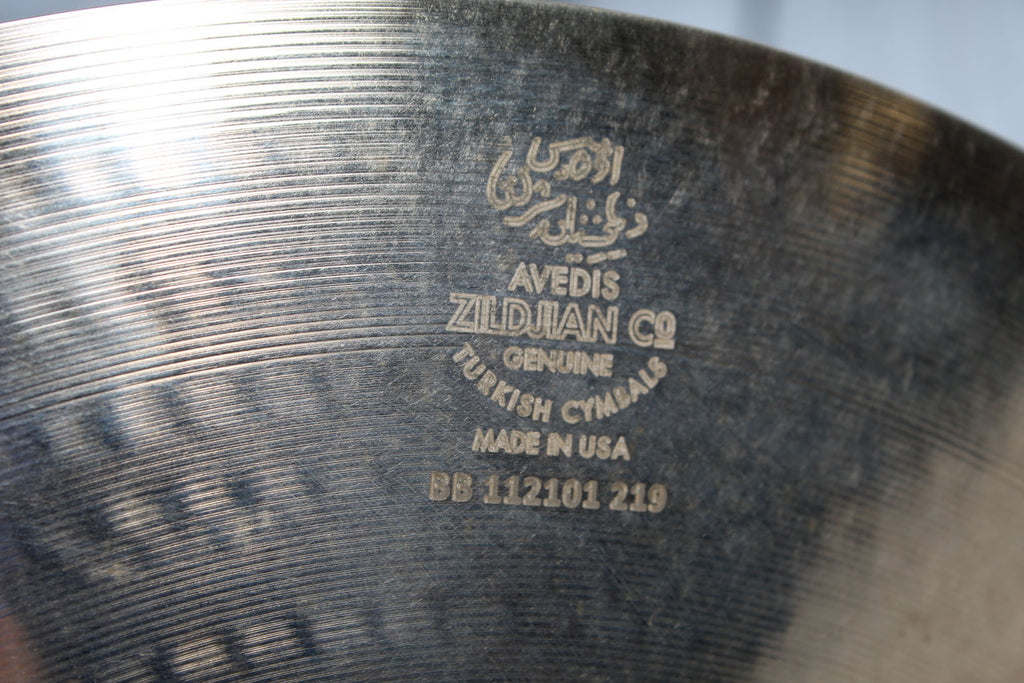 AVEDIS
ZILDJIAN CO
GENUINE
TURKISH CYMBALS
MADE IN USA
BB 112101 219